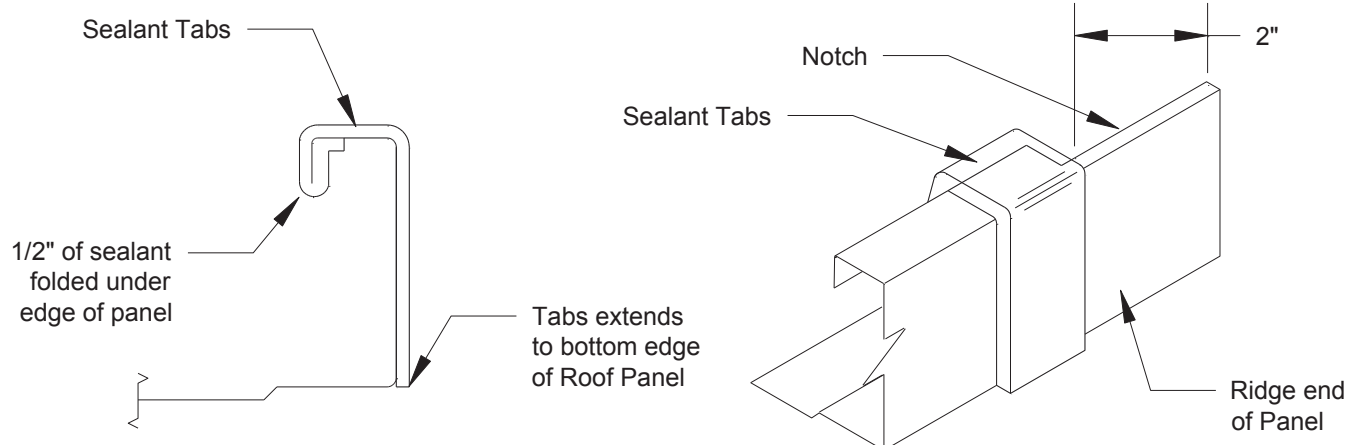 Sealant Tabs
1/2" of sealant
folded under
edge of panel
Tabs extends
to bottom edge
of Roof Panel
2"
Notch
Sealant Tabs
Ridge end
of Panel